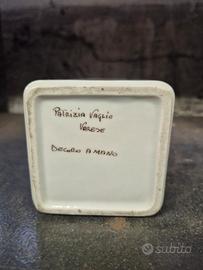 Patrizia Vaglio
Varese
Decoro A MANO
subito